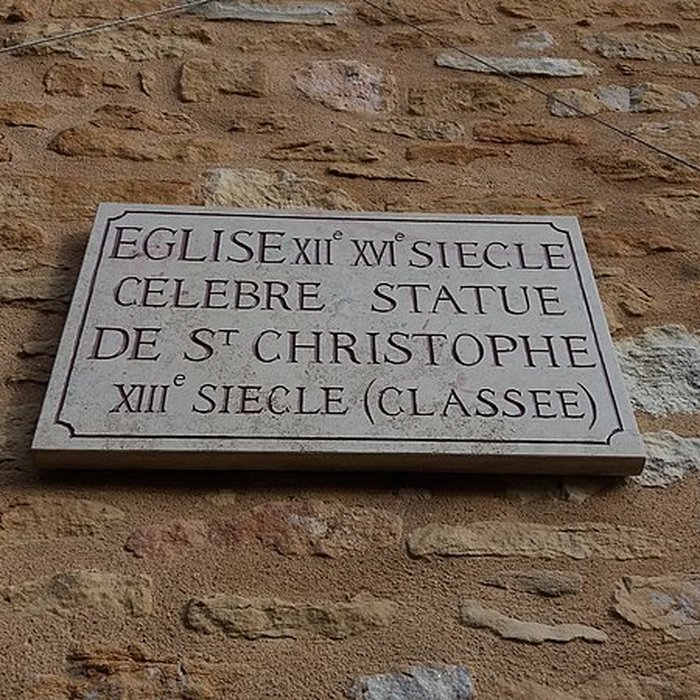 EGLISE XIIe XVIe SIECLE
CELEBRE STATUE
DE ST CHRISTOPHE
XIIIe SIECLE (CLASSEE)